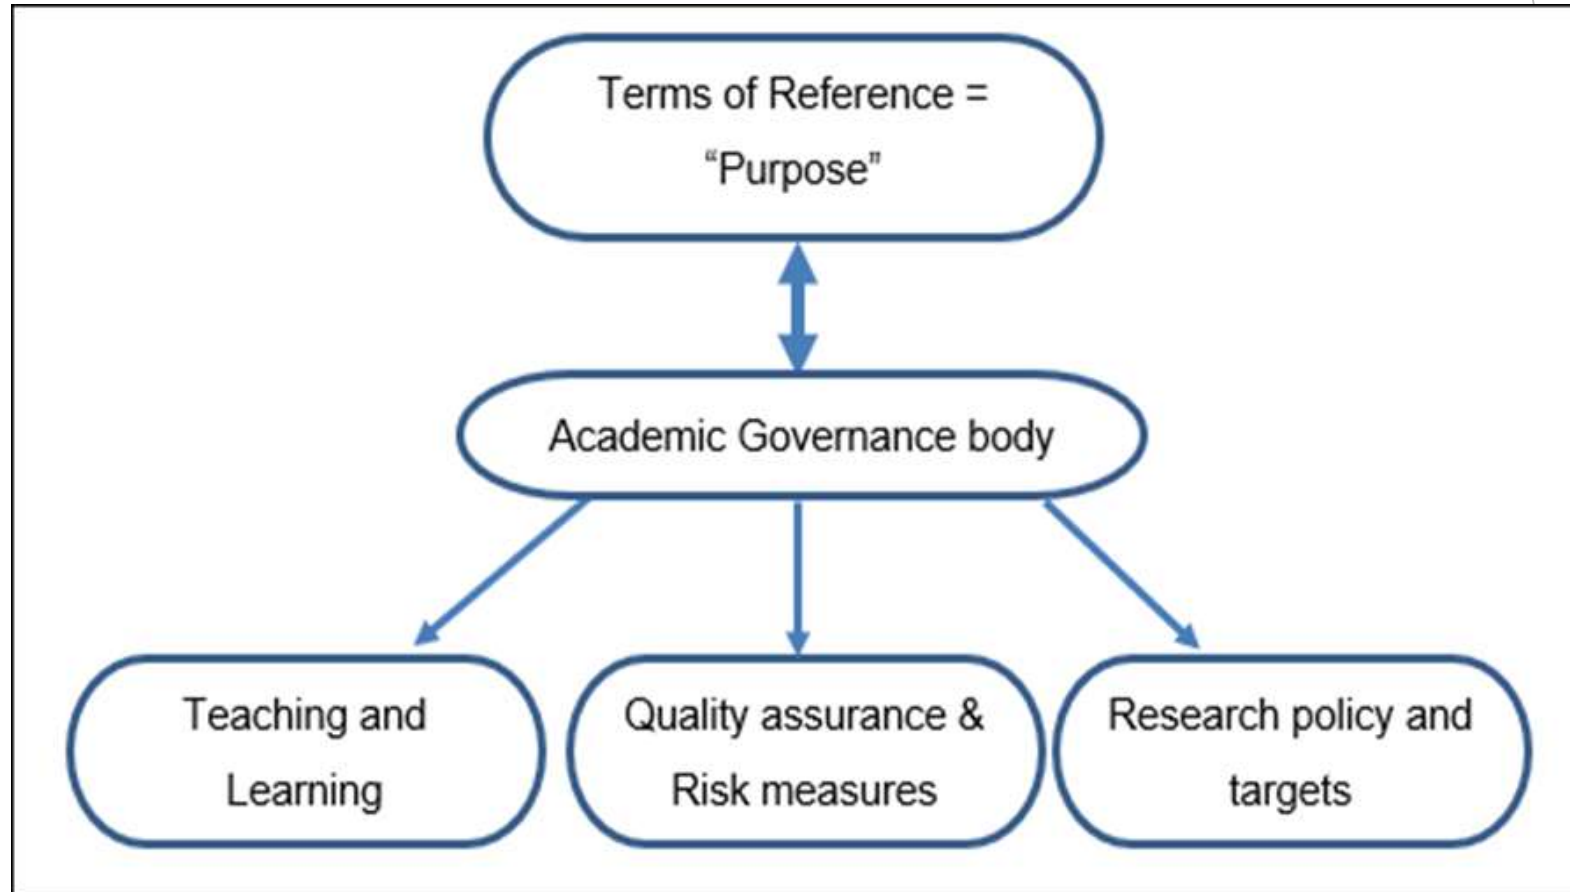 Terms of Reference =
“Purpose”
Academic Governance body
Teaching and
Learning
Quality assurance &
Risk measures
Research policy and
targets